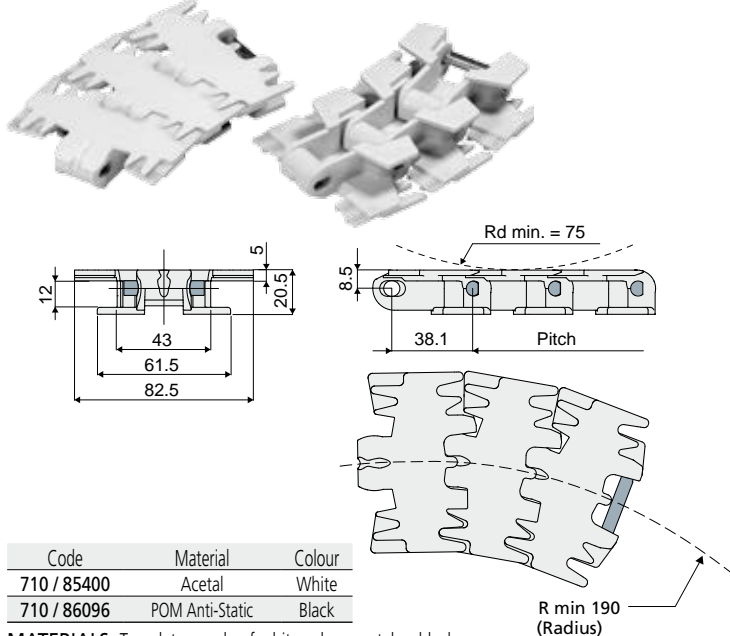 Rd min. = 75
5
12
20.5
43
61.5
82.5
8.5
38.1 Pitch
Code Material Colour
710 / 85400 Acetal White
710 / 86096 POM Anti-Static Black
R min 190
(Radius)